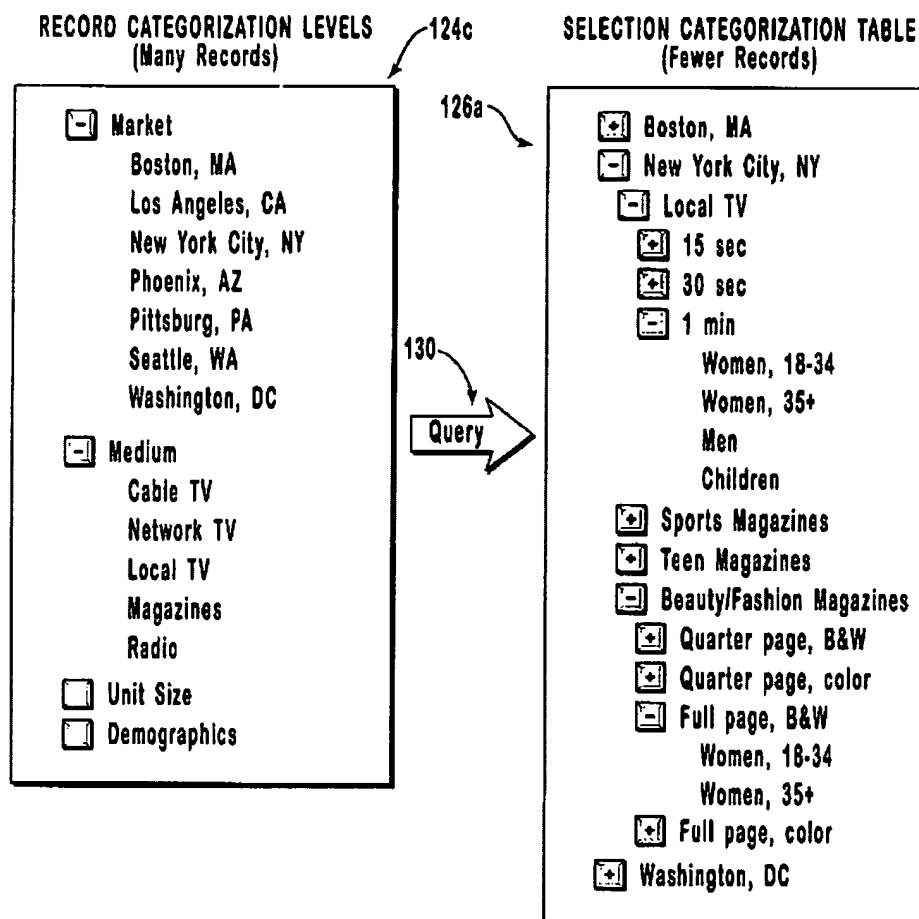 RECORD CATEGORIZATION LEVELS
(Many Records)
124c
[-] Market
Boston, MA
Los Angeles, CA
New York City, NY
Phoenix, AZ
Pittsburg, PA
Seattle, WA
Washington, DC
[-] Medium
Cable TV
Network TV
Local TV
Magazines
Radio
Unit Size
Demographics
130
Query
SELECTION CATEGORIZATION TABLE
(Fewer Records)
126a
[+] Boston, MA
[-] New York City, NY
[-] Local TV
[+] 15 sec
[+] 30 sec
[-] 1 min
Women, 18-34
Women, 35+
Men
Children
[+] Sports Magazines
[+] Teen Magazines
[-] Beauty/Fashion Magazines
[+] Quarter page, B&W
[+] Quarter page, color
[-] Full page, B&W
Women, 18-34
Women, 35+
[+] Full page, color
[+] Washington, DC